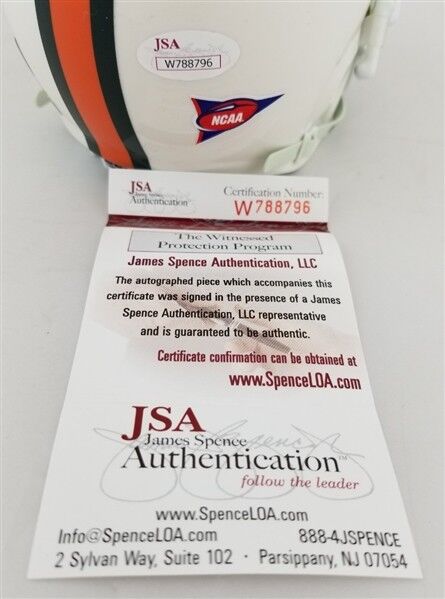 JSA
W788796
NCAA
JSA
James Spence
Authentication
Certification Number:
W788796
The Witnessed
Protection Program
James Spence Authentication, LLC
The autographed piece which accompanies this
certificate was signed in the presence of a James
Spence Authentication, LLC representative
and is guaranteed to be authentic.
Certificate confirmation can be obtained at
www.SpenceLOA.com
JSA
James Spence
Authentication™
follow the leader
www.SpenceLOA.com
Info@SpenceLOA.com 888-4JSPENCE
2 Sylvan Way, Suite 102 · Parsippany, NJ 07054